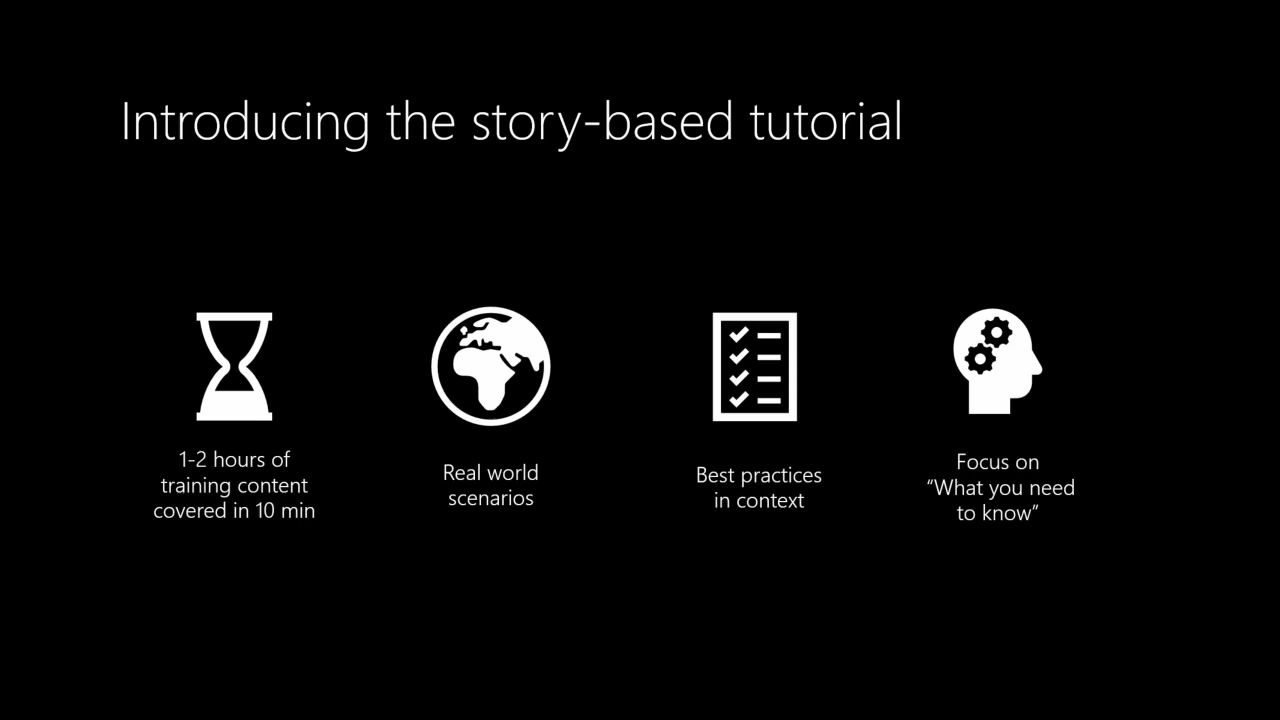 Introducing the story-based tutorial
1-2 hours of
training content
covered in 10 min
Real world
scenarios
Best practices
in context
Focus on
“What you need
to know”